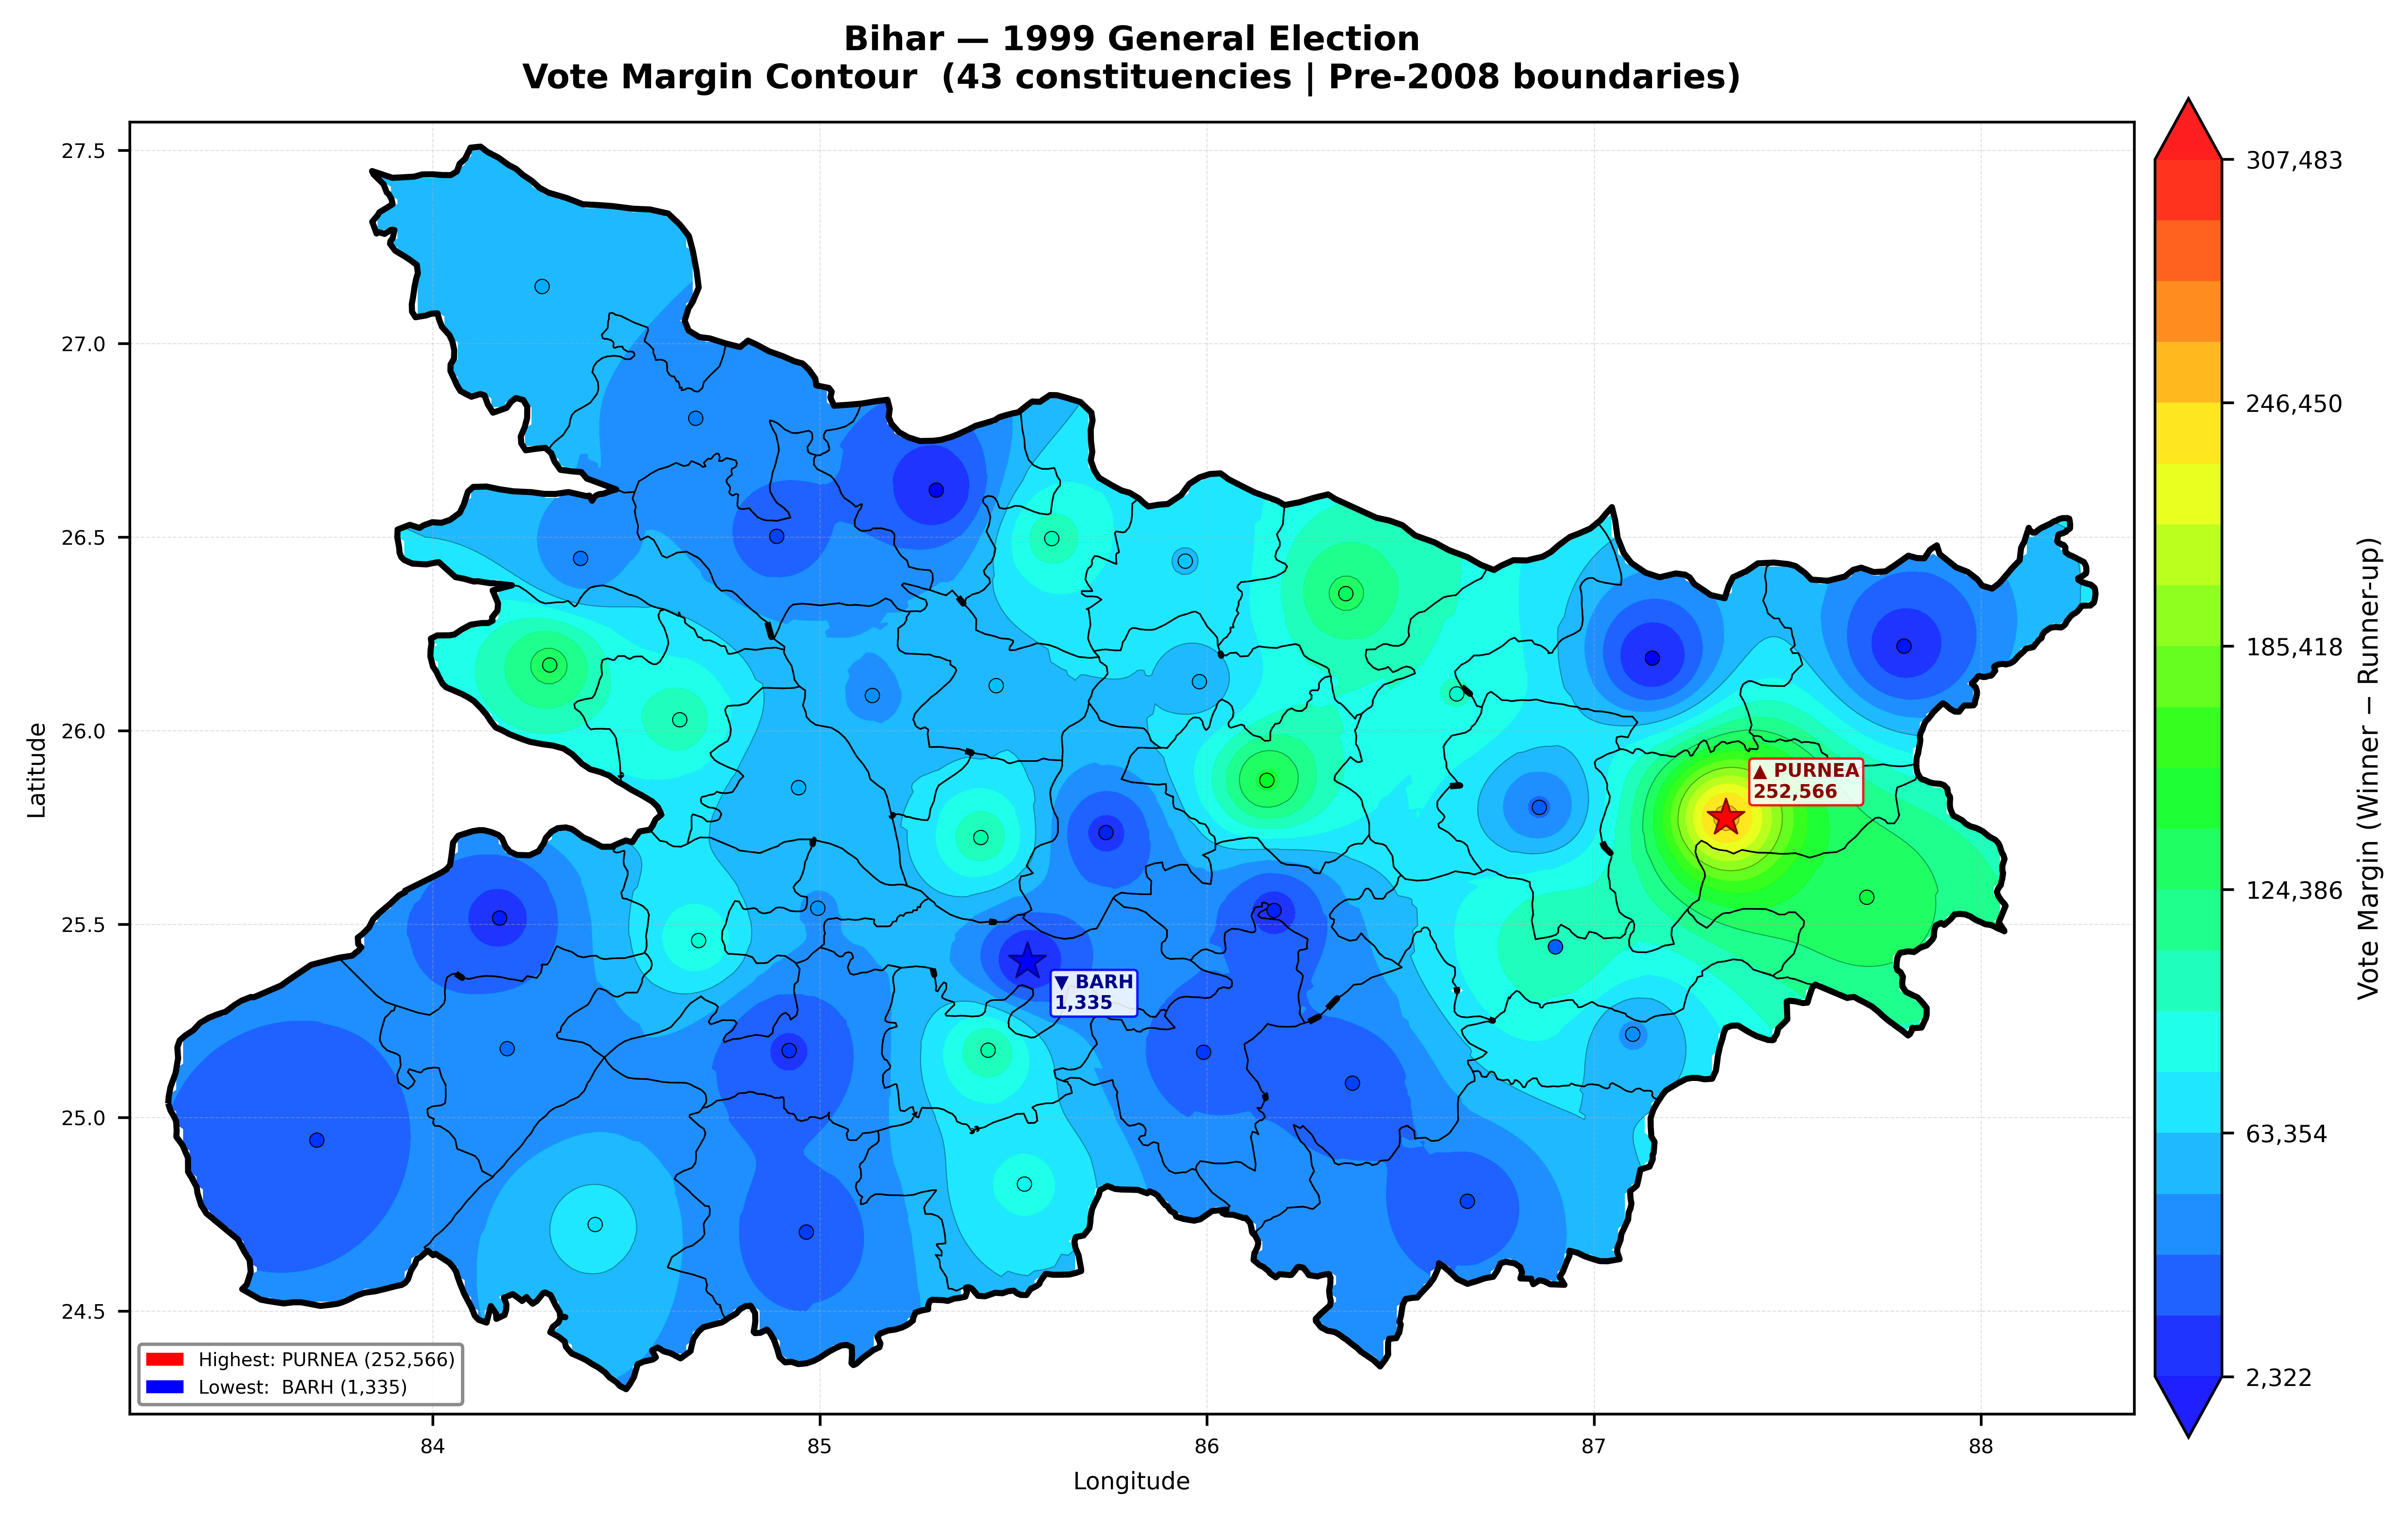 Bihar — 1999 General Election
Vote Margin Contour  (43 constituencies | Pre-2008 boundaries)
27.5
27.0
26.5
26.0
25.5
25.0
24.5
Latitude
84
85
86
87
88
Longitude
▲ PURNEA
252,566
▼ BARH
1,335
Highest: PURNEA (252,566)
Lowest:  BARH (1,335)
307,483
246,450
185,418
124,386
63,354
2,322
Vote Margin (Winner — Runner-up)